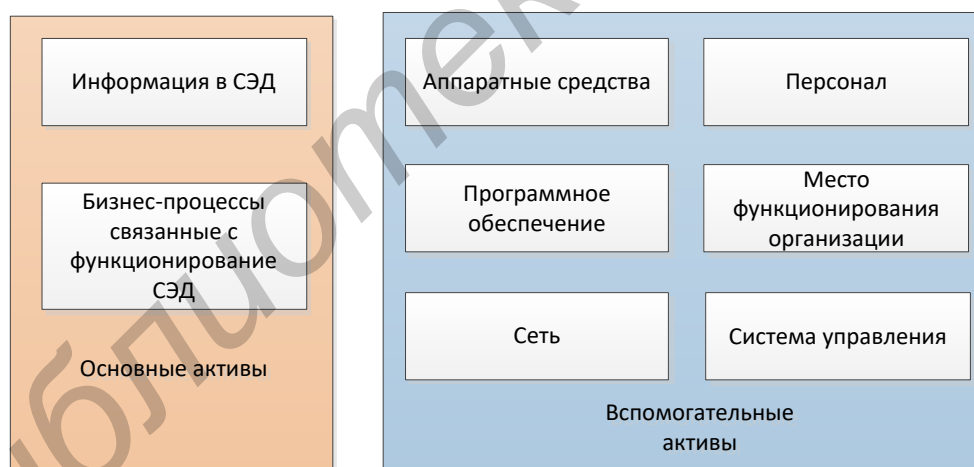 Информация в СЭД
Бизнес-процессы
связанные с
функционирование
СЭД
Основные активы
Аппаратные средства
Персонал
Программное
обеспечение
Место
функционирования
организации
Сеть
Система управления
Вспомогательные
активы